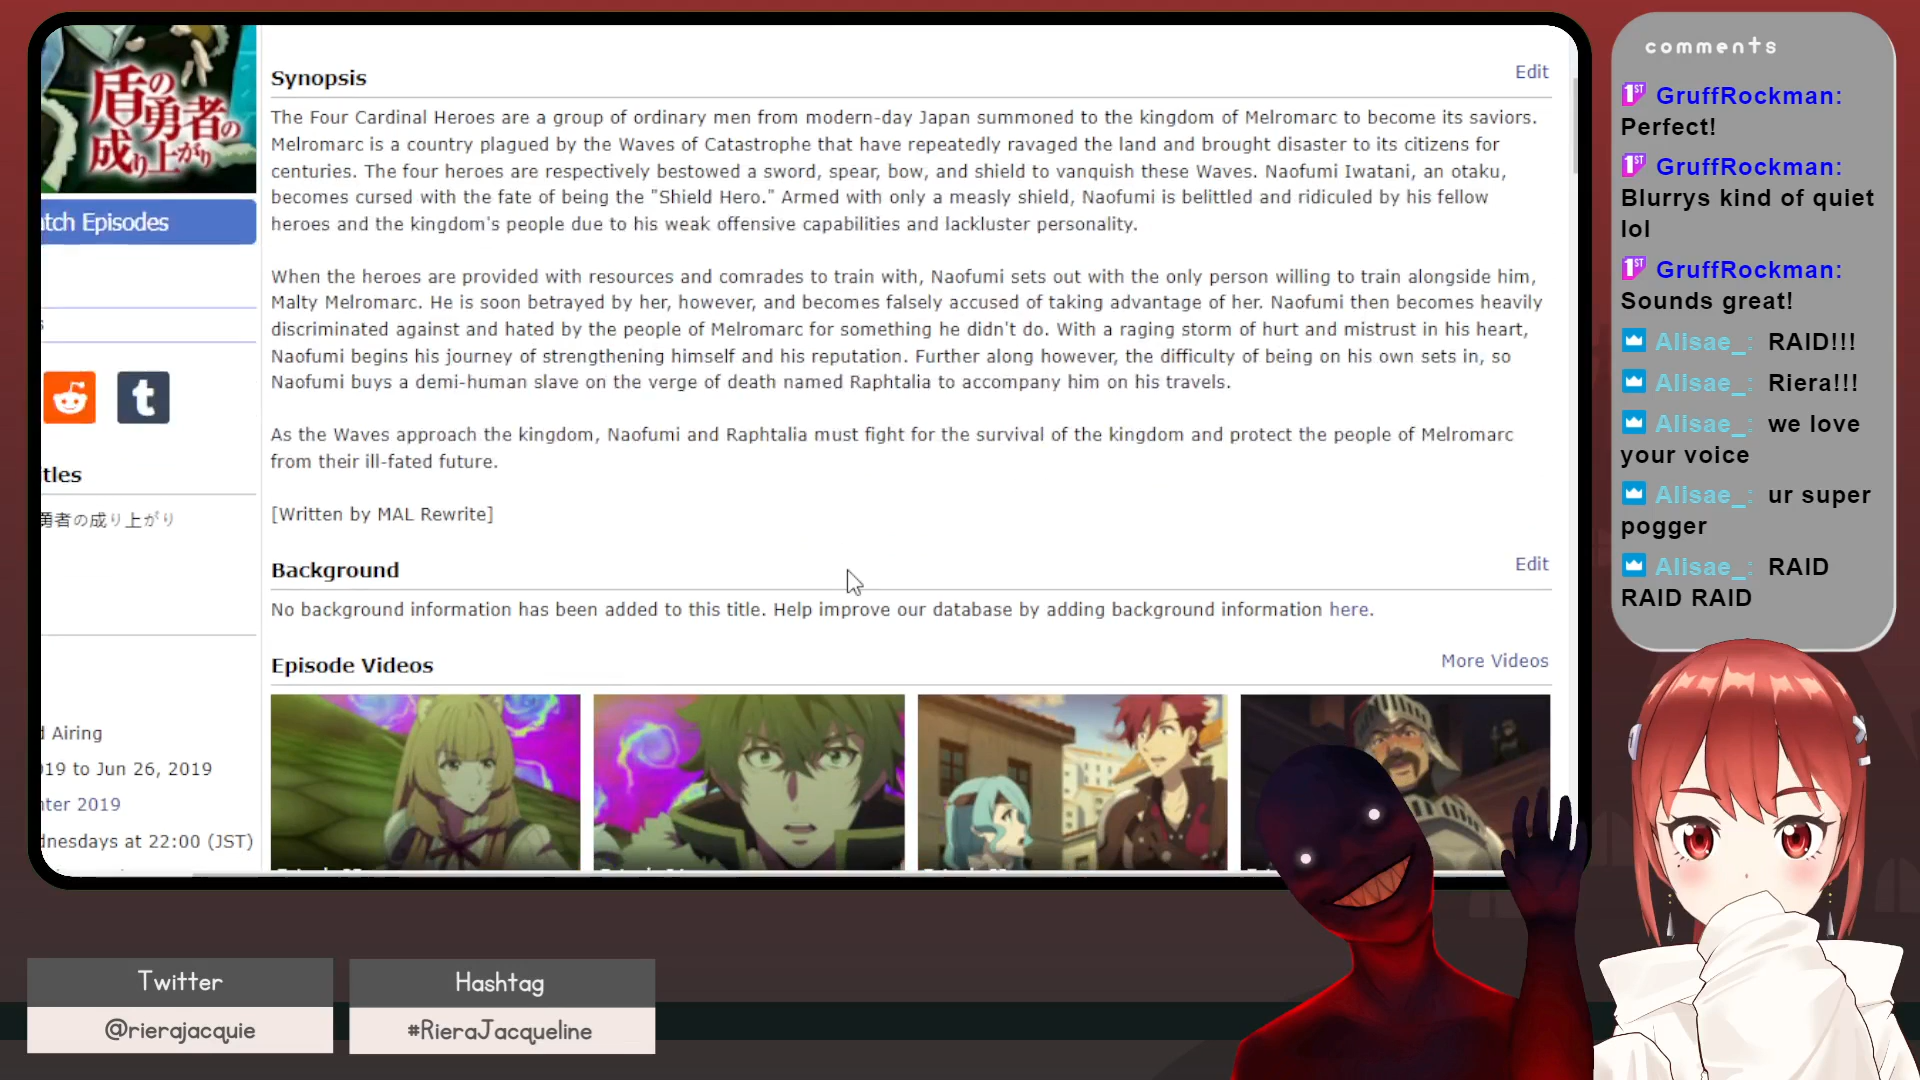 盾の
勇者の
成り上がり
tch Episodes
tles
勇者の成り上がり
d Airing
19 to Jun 26, 2019
nter 2019
dnesdays at 22:00 (JST)
Synopsis
Edit
The Four Cardinal Heroes are a group of ordinary men from modern-day Japan summoned to the kingdom of Melromarc to become its saviors.
Melromarc is a country plagued by the Waves of Catastrophe that have repeatedly ravaged the land and brought disaster to its citizens for
centuries. The four heroes are respectively bestowed a sword, spear, bow, and shield to vanquish these Waves. Naofumi Iwatani, an otaku,
becomes cursed with the fate of being the "Shield Hero." Armed with only a measly shield, Naofumi is belittled and ridiculed by his fellow
heroes and the kingdom's people due to his weak offensive capabilities and lackluster personality.
When the heroes are provided with resources and comrades to train with, Naofumi sets out with the only person willing to train alongside him,
Malty Melromarc. He is soon betrayed by her, however, and becomes falsely accused of taking advantage of her. Naofumi then becomes heavily
discriminated against and hated by the people of Melromarc for something he didn't do. With a raging storm of hurt and mistrust in his heart,
Naofumi begins his journey of strengthening himself and his reputation. Further along however, the difficulty of being on his own sets in, so
Naofumi buys a demi-human slave on the verge of death named Raphtalia to accompany him on his travels.
As the Waves approach the kingdom, Naofumi and Raphtalia must fight for the survival of the kingdom and protect the people of Melromarc
from their ill-fated future.
[Written by MAL Rewrite]
Background
Edit
No background information has been added to this title. Help improve our database by adding background information here.
Episode Videos
More Videos
comments
1ST GruffRockman:
Perfect!
1ST GruffRockman:
Blurrys kind of quiet
lol
1ST GruffRockman:
Sounds great!
Alisae_: RAID!!!
Alisae_: Riera!!!
Alisae_: we love
your voice
Alisae_: ur super
pogger
Alisae_: RAID
RAID RAID
Twitter
@rierajacquie
Hashtag
#RieraJacqueline